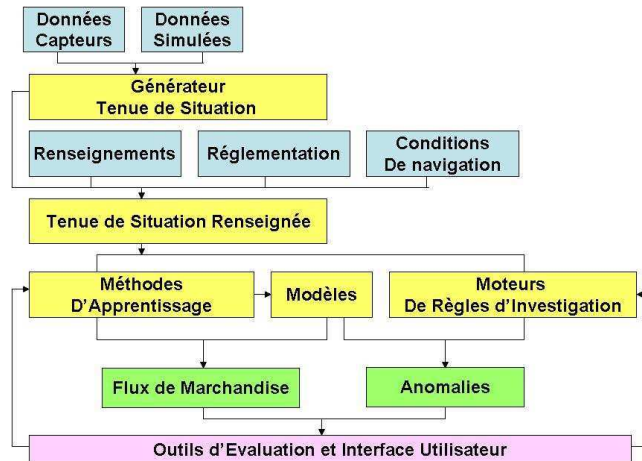 Données
Capteurs
Données
Simulées
Générateur
Tenue de Situation
Renseignements
Réglementation
Conditions
De navigation
Tenue de Situation Renseignée
Méthodes
D'Apprentissage
Modèles
Moteurs
De Règles d'Investigation
Flux de Marchandise
Anomalies
Outils d'Evaluation et Interface Utilisateur